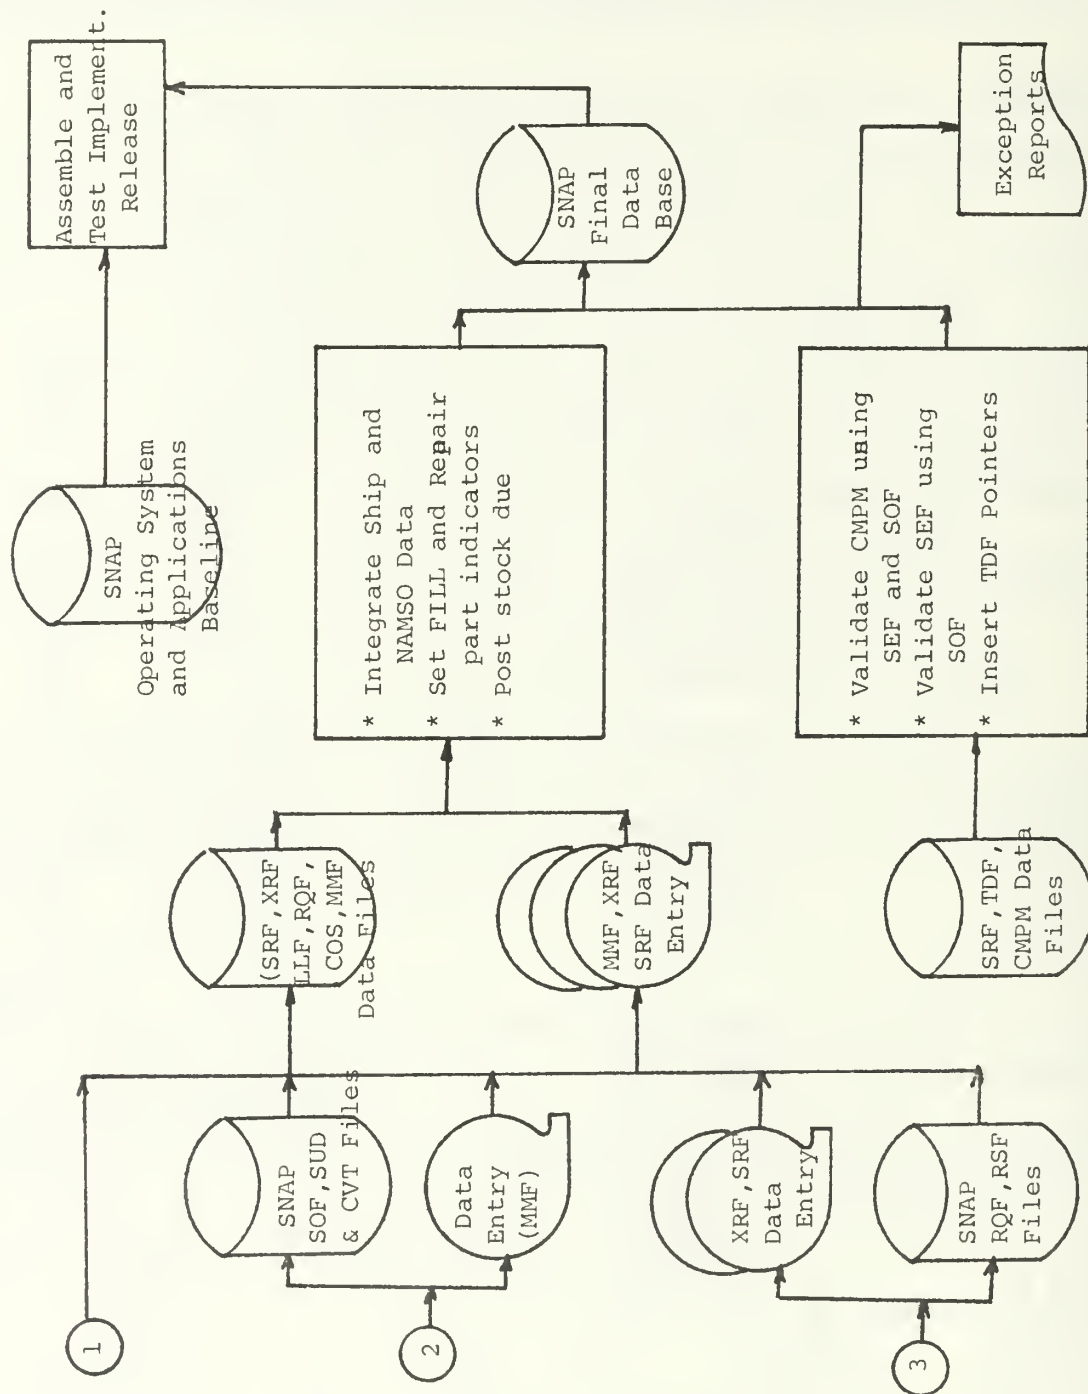 1
2
3
SNAP
SOF,SUD
& CVT Files
Data
Entry
(MMF)
XRF,SRF
Data
Entry
SNAP
RQF,RSF
Files
(SRF,XRF
LLF,RQF,
COS,MMF
Data Files
MMF,XRF
SRF Data
Entry
SRF,TDF,
CMPM Data
Files
SNAP
Operating System
and Applications
Baseline
* Integrate Ship and
NAMSO Data
* Set FILL and Repair
part indicators
* Post stock due
* Validate CMPM using
SEF and SOF
* Validate SEF using
SOF
* Insert TDF Pointers
SNAP
Final
Data
Base
Assemble and
Test Implement.
Release
Exception
Reports